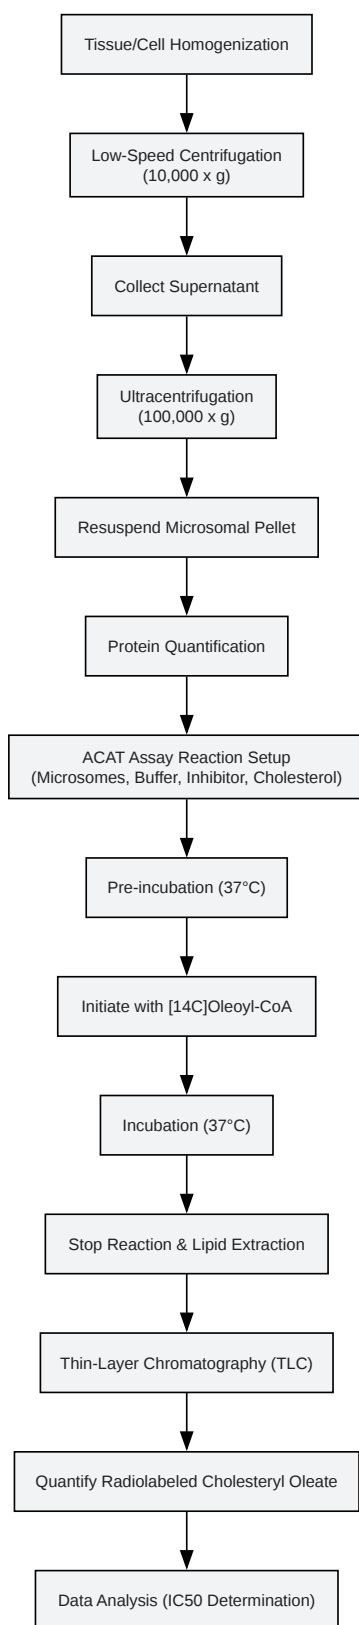 Tissue/Cell Homogenization
Low-Speed Centrifugation
(10,000 x g)
Collect Supernatant
Ultracentrifugation
(100,000 x g)
Resuspend Microsomal Pellet
Protein Quantification
ACAT Assay Reaction Setup
(Microsomes, Buffer, Inhibitor, Cholesterol)
Pre-incubation (37°C)
Initiate with [14C]Oleoyl-CoA
Incubation (37°C)
Stop Reaction & Lipid Extraction
Thin-Layer Chromatography (TLC)
Quantify Radiolabeled Cholesteryl Oleate
Data Analysis (IC50 Determination)